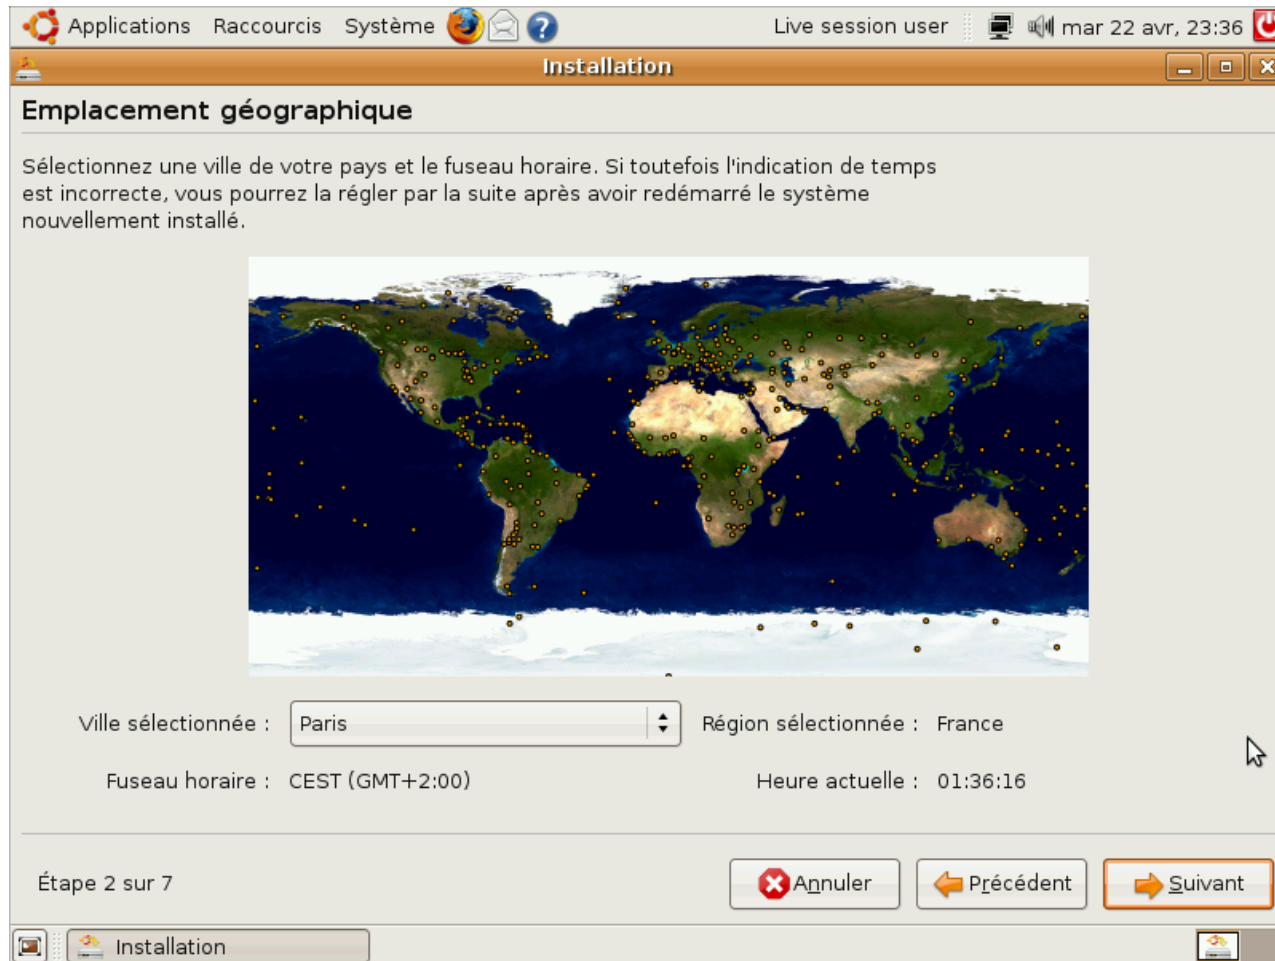 Applications Raccourcis Système Live session user mar 22 avr, 23:36
Installation
Emplacement géographique
Sélectionnez une ville de votre pays et le fuseau horaire. Si toutefois l'indication de temps
est incorrecte, vous pourrez la régler par la suite après avoir redémarré le système
nouvellement installé.
Ville sélectionnée : Paris Région sélectionnée : France
Fuseau horaire : CEST (GMT+2:00) Heure actuelle : 01:36:16
Étape 2 sur 7 Annuler Précédent Suivant
Installation